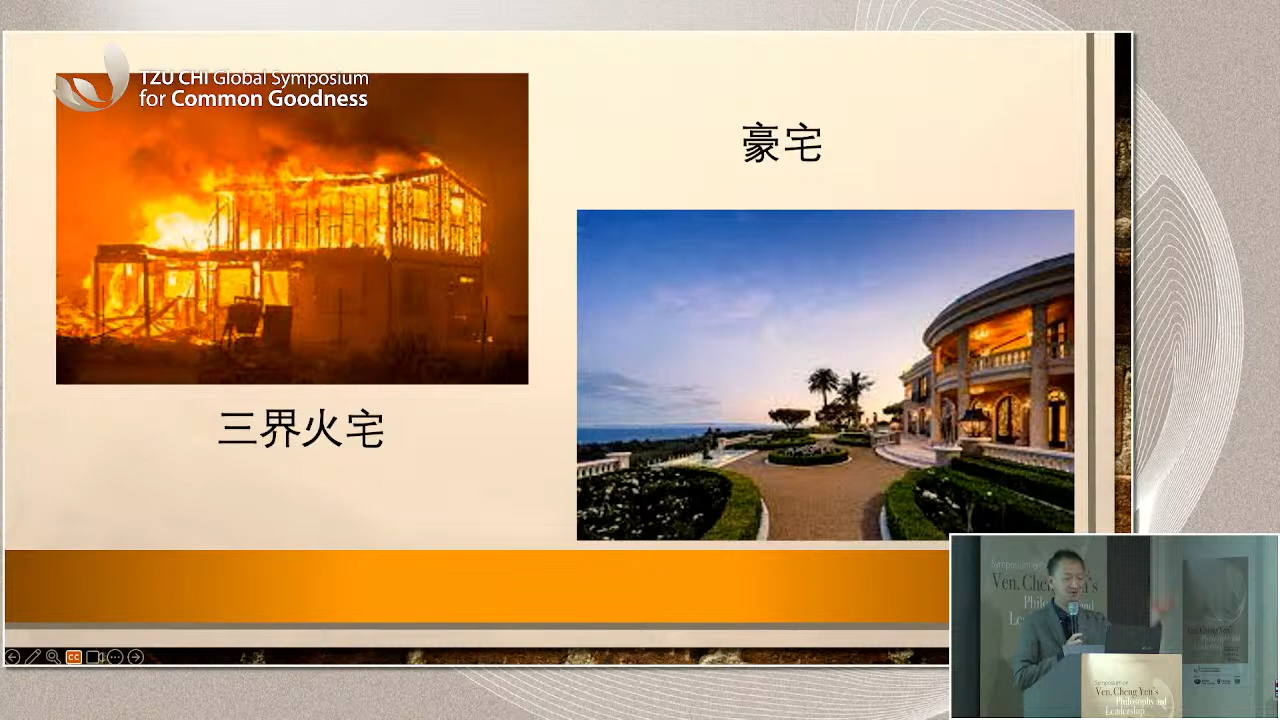 TZU CHI Global Symposium
for Common Goodness
豪宅
三界火宅
CC
Symposium on
Ven. Cheng Yen's
Philosophy and
Leadership